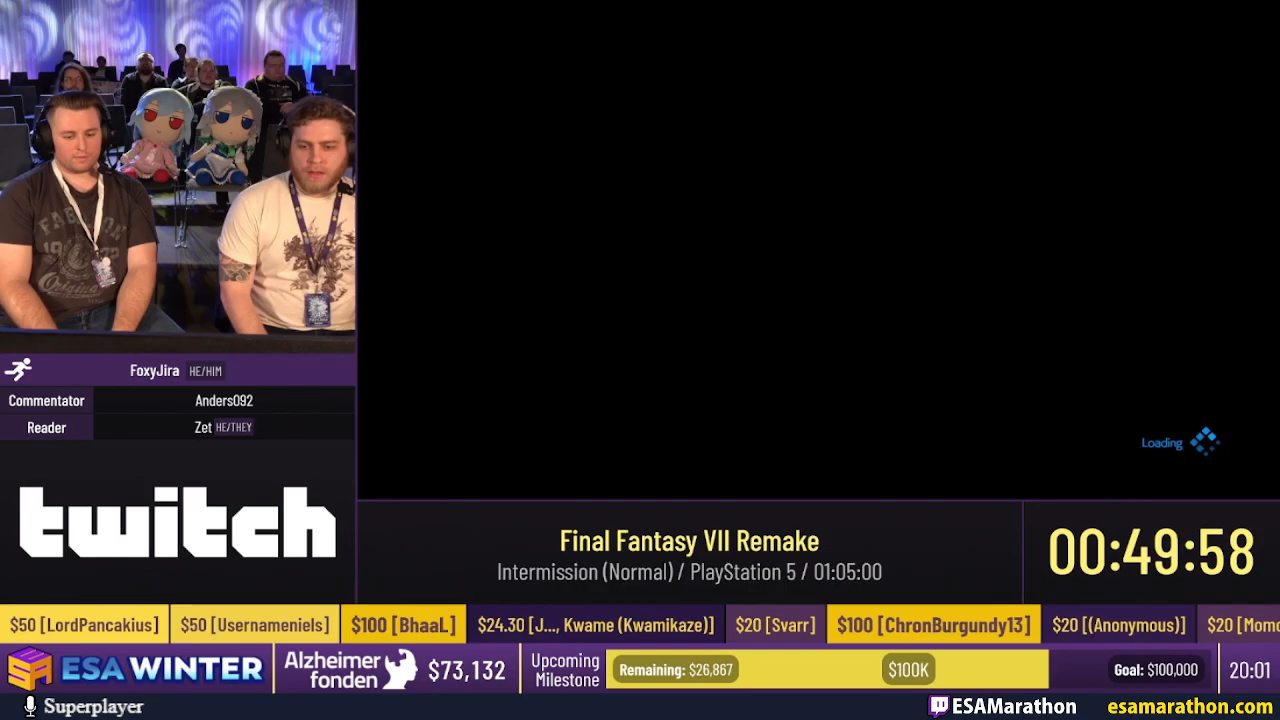 FoxyJira HE/HIM
Commentator Anders092
Reader Zet HE/THEY
twitch
Loading
Final Fantasy VII Remake
Intermission (Normal) / PlayStation 5 / 01:05:00
00:49:58
$50 [LordPancakius] $50 [Usernameniels] $100 [BhaaL] $24.30 [J..., Kwame (Kwamikaze)] $20 [Svarr] $100 [ChronBurgundy13] $20 [(Anonymous)] $20 [Momo
ESA WINTER
Alzheimer
fonden
$73,132
Upcoming
Milestone
Remaining: $26,867 $100K Goal: $100,000
20:01
Superplayer
ESAMarathon esamarathon.com